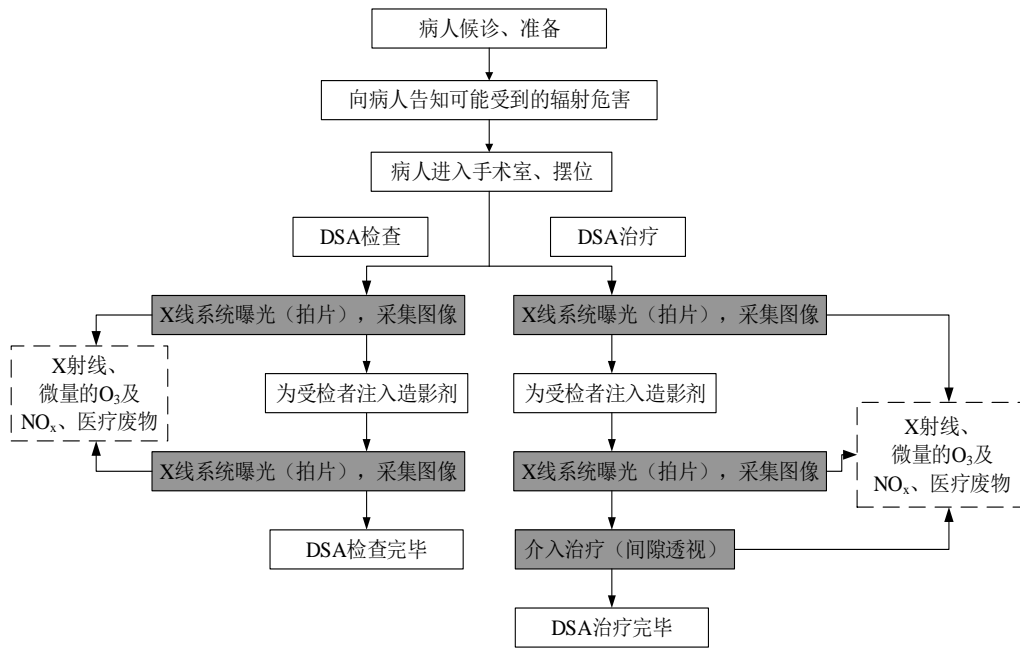 病人候诊、准备
向病人告知可能受到的辐射危害
病人进入手术室、摆位
DSA检查
DSA治疗
X线系统曝光（拍片），采集图像
X线系统曝光（拍片），采集图像
X射线、
微量的O₃及
NOₓ、医疗废物
为受检者注入造影剂
为受检者注入造影剂
X射线、
微量的O₃及
NOₓ、医疗废物
X线系统曝光（拍片），采集图像
X线系统曝光（拍片），采集图像
DSA检查完毕
介入治疗（间隙透视）
DSA治疗完毕